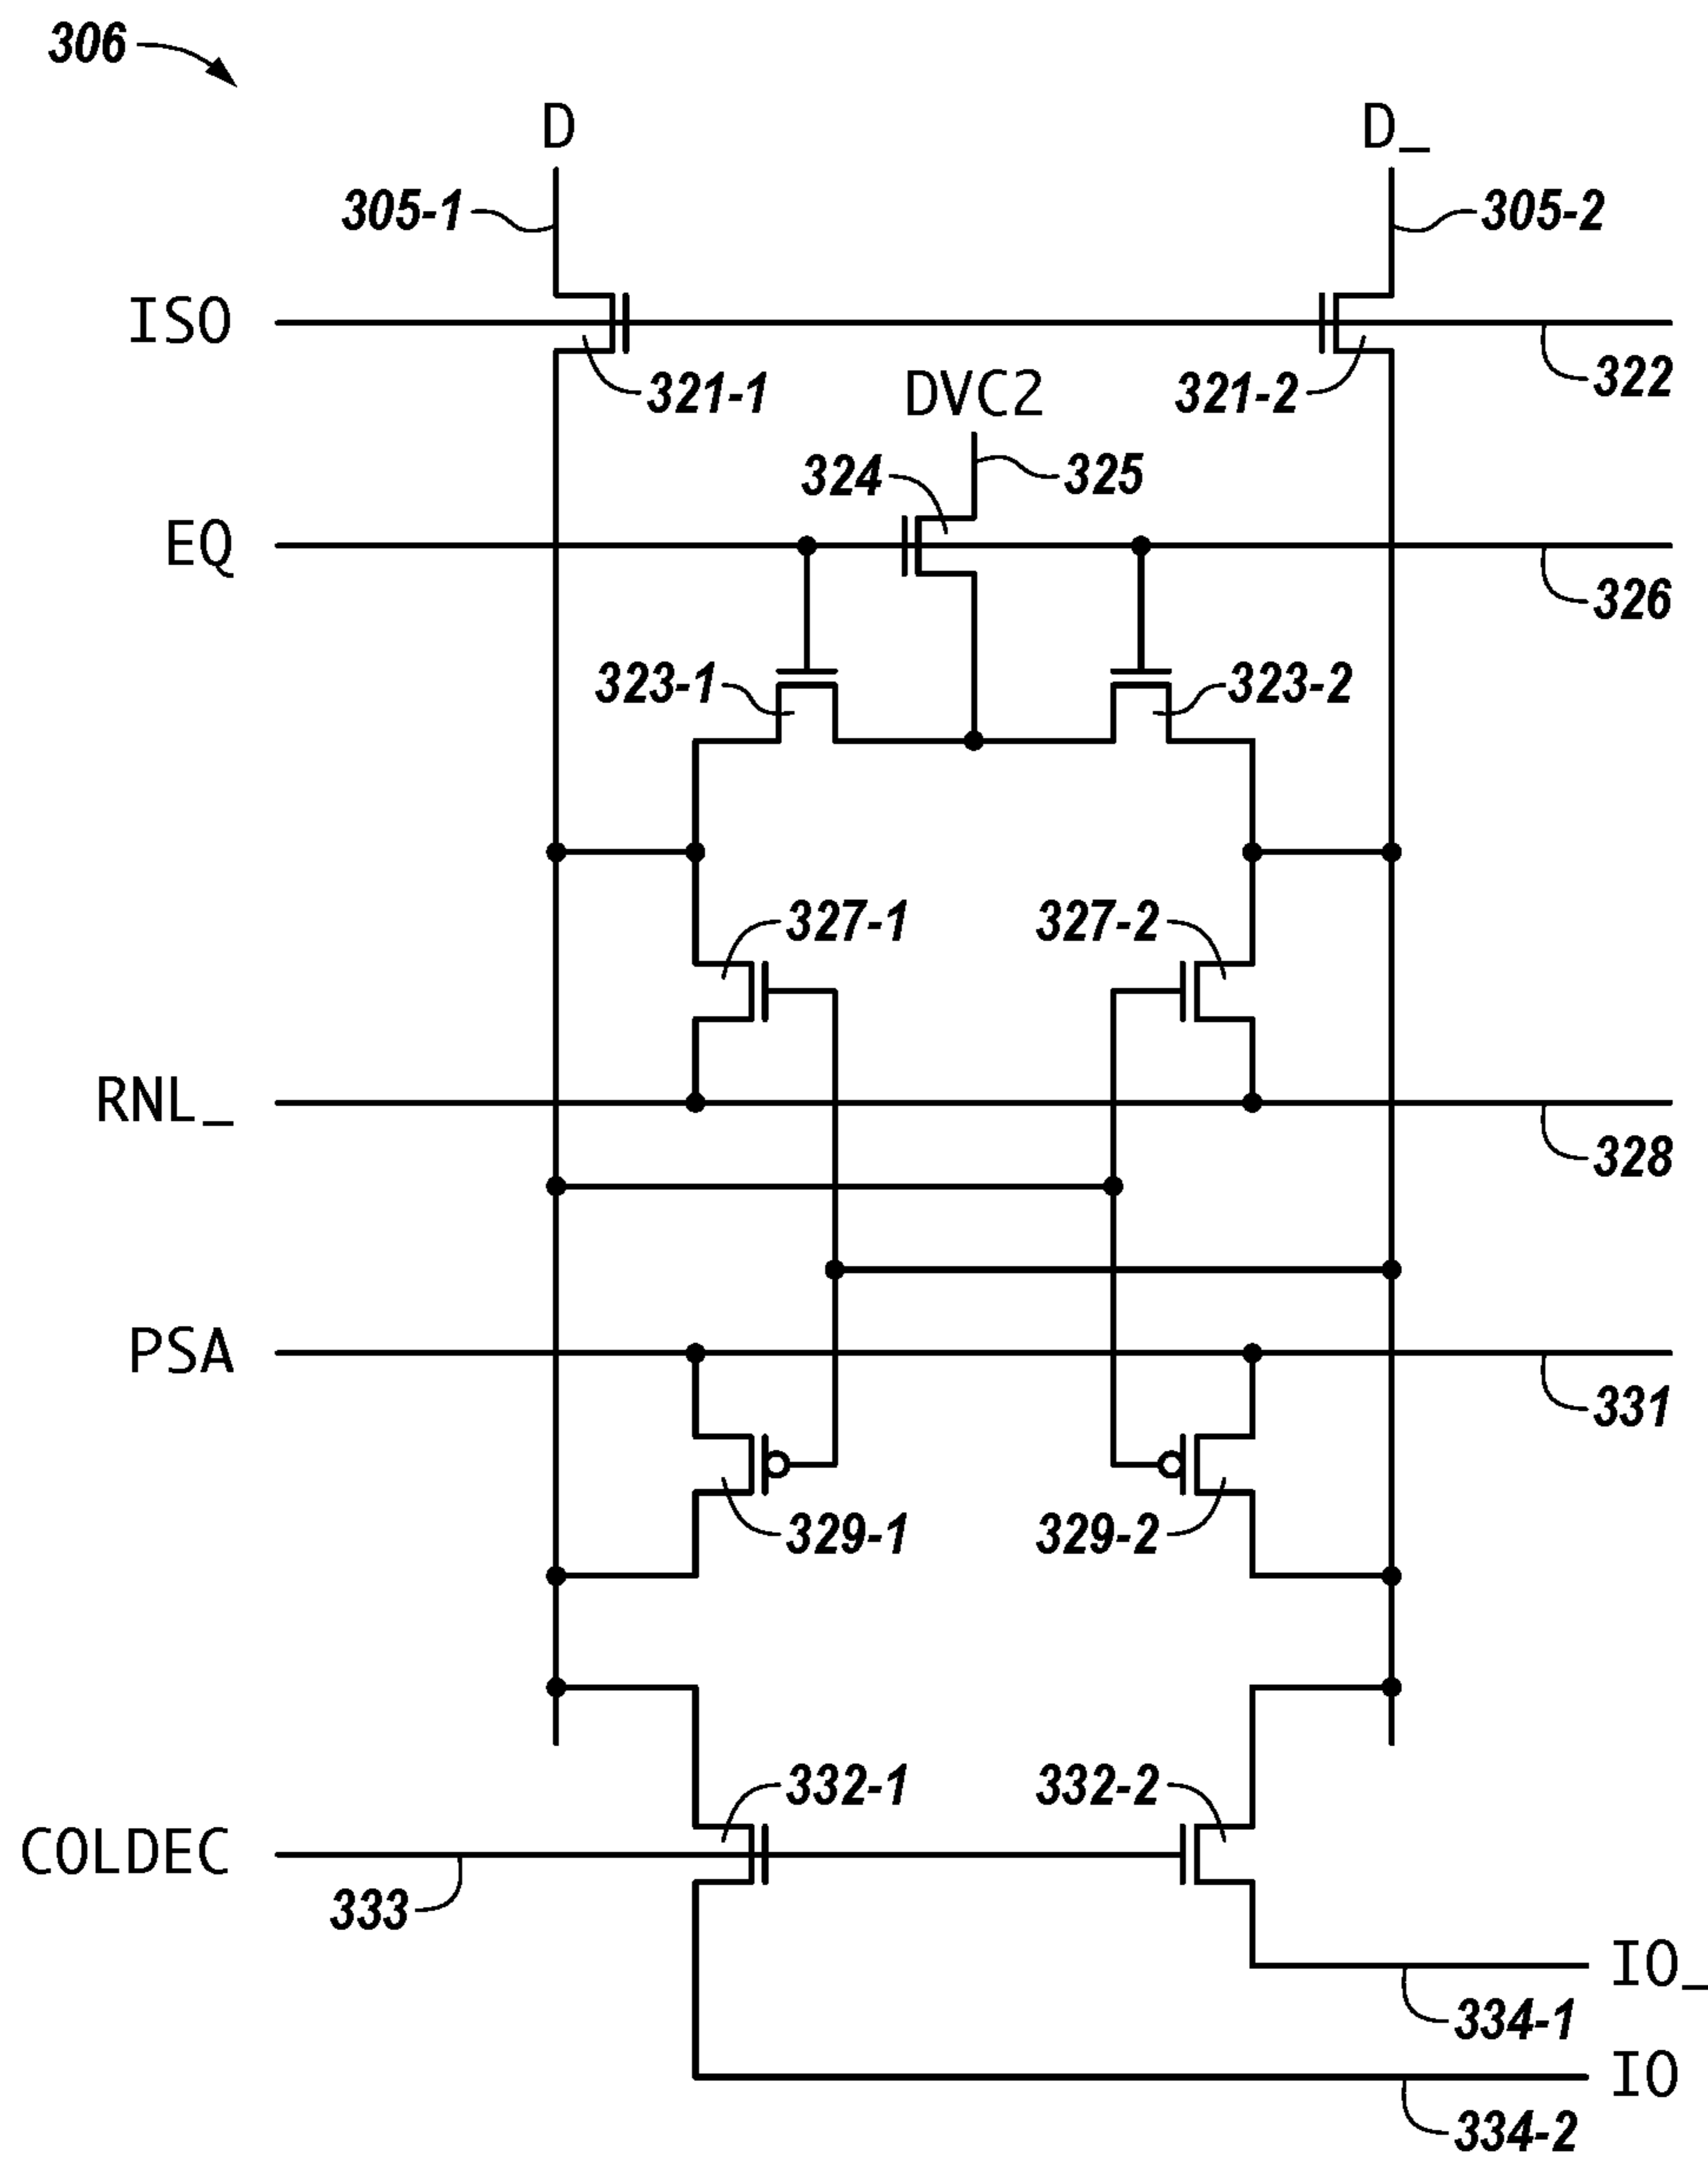 306
D D_
305-1 305-2
ISO
321-1 321-2 322
DVC2
324 325
EQ
326
323-1 323-2
327-1 327-2
RNL_
328
PSA
331
329-1 329-2
332-1 332-2
COLDEC
333
IO_
334-1
IO
334-2